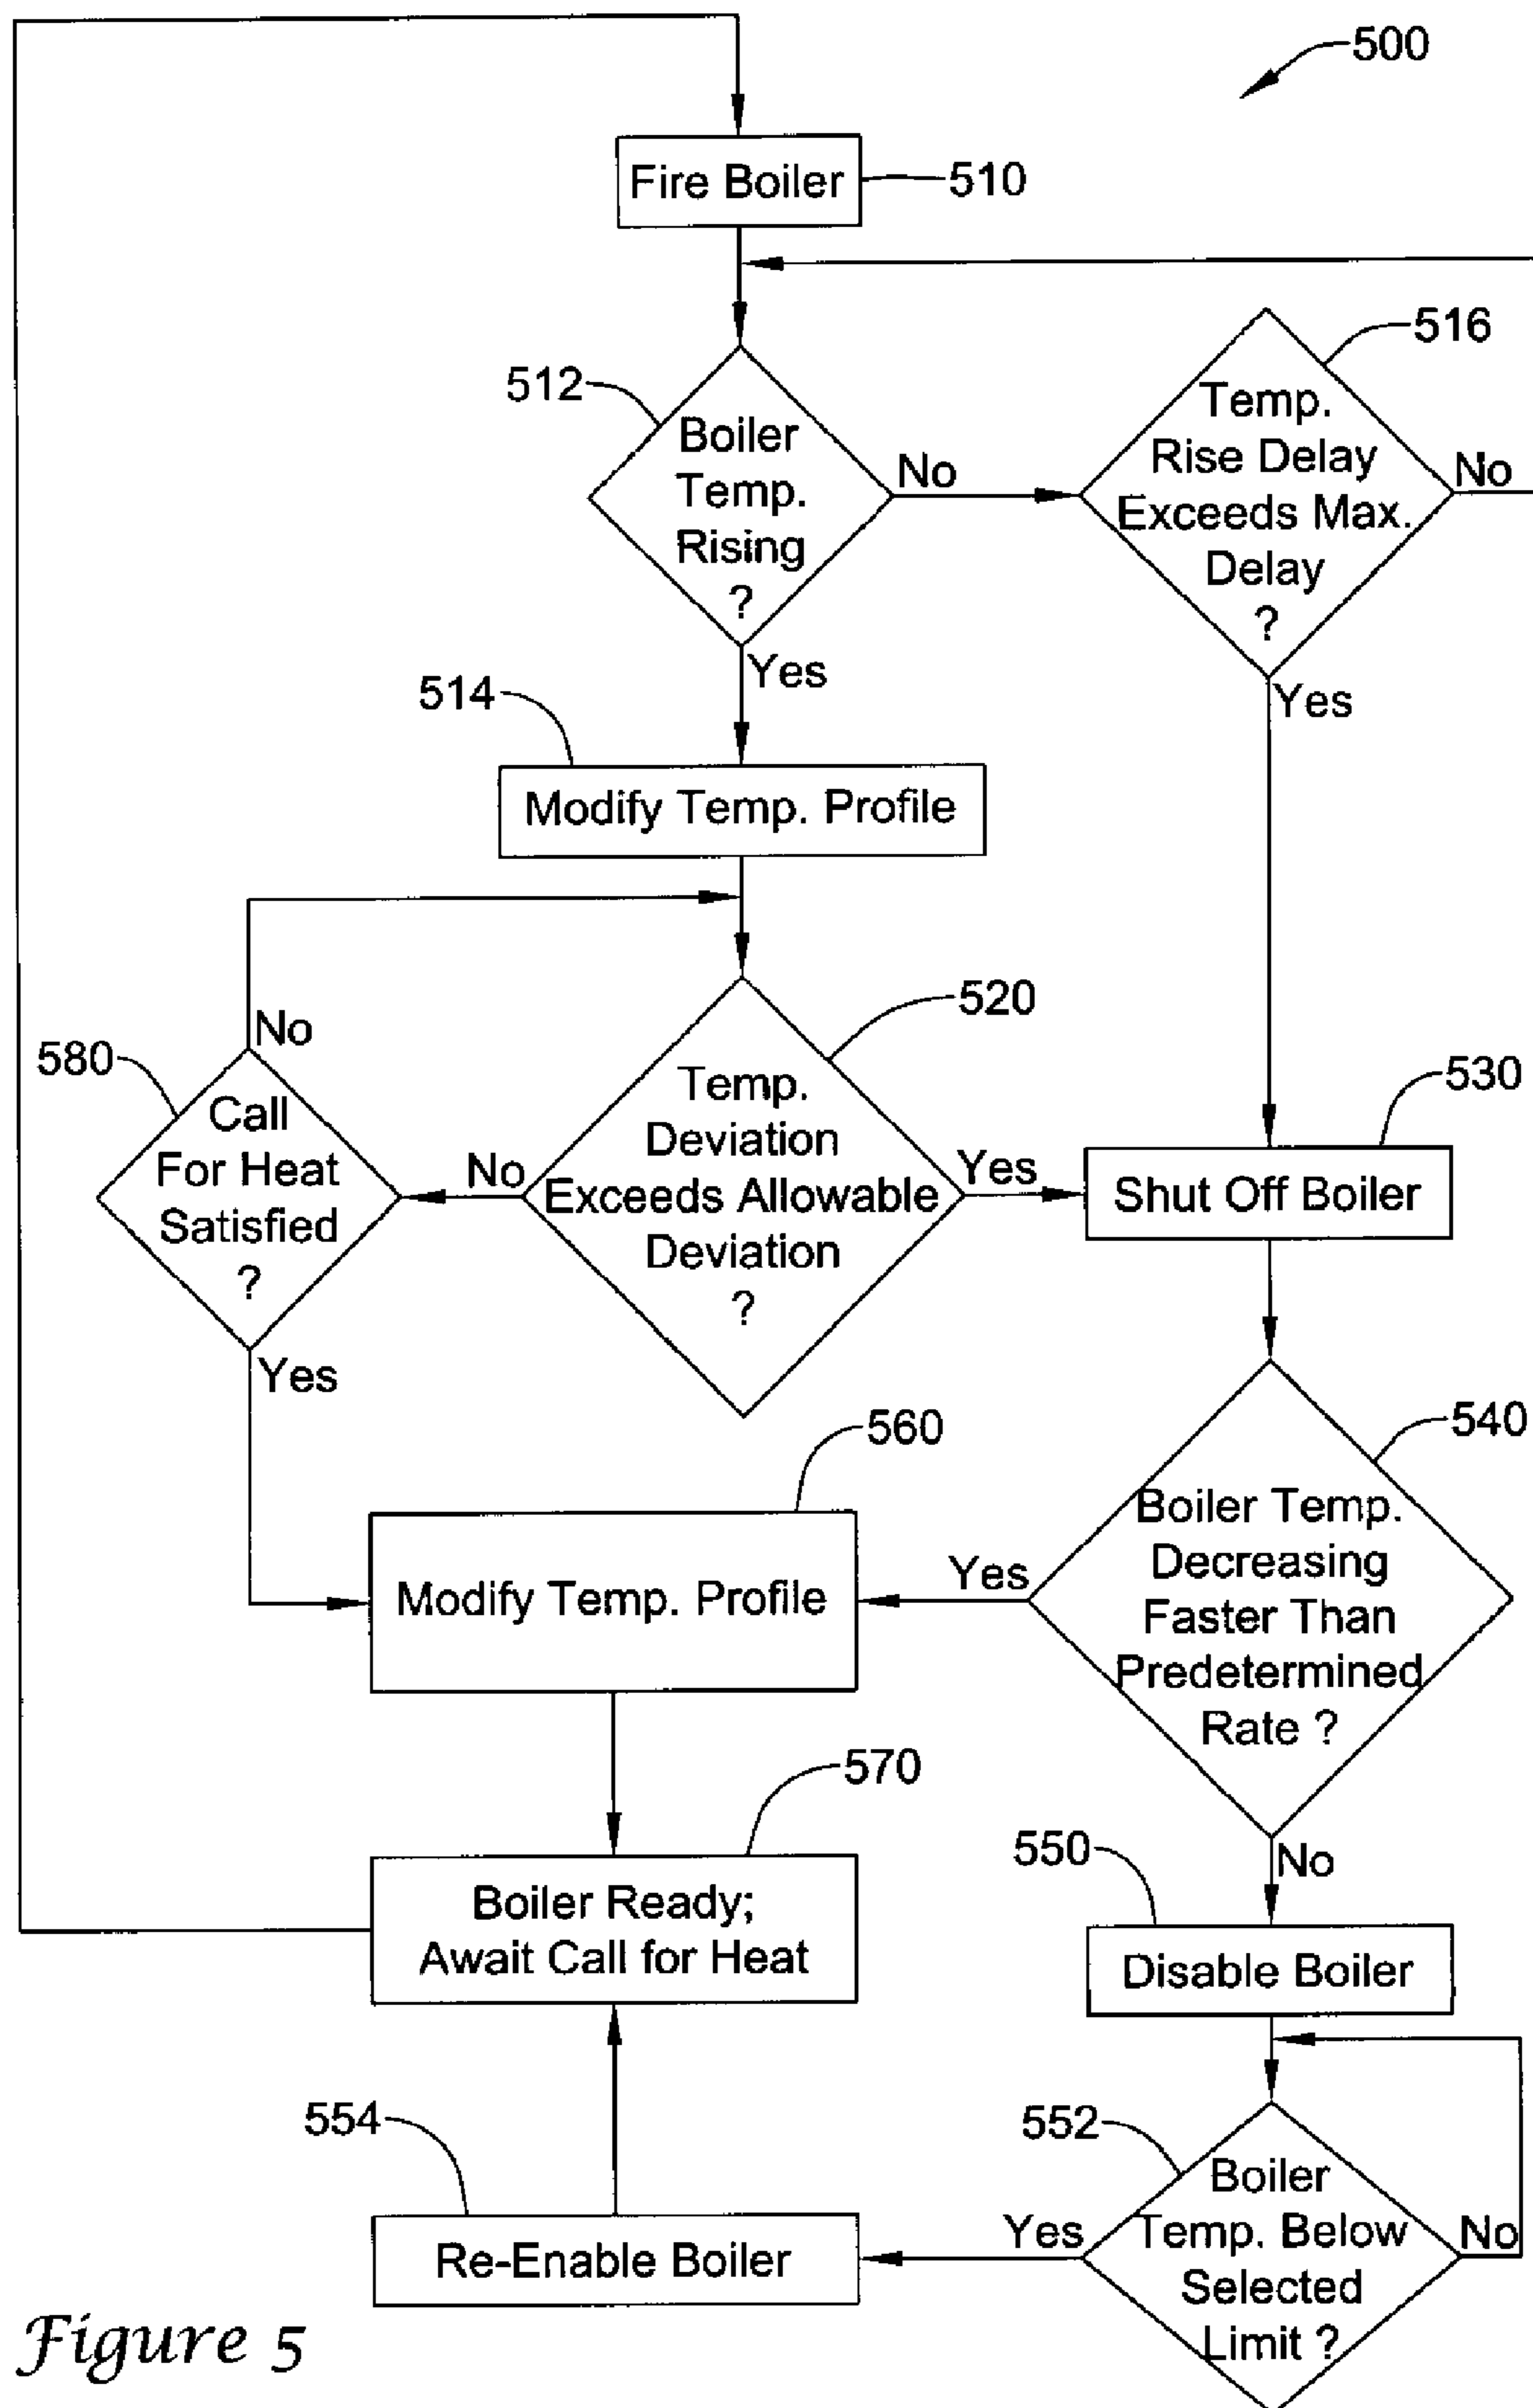 500
Fire Boiler
510
512
Boiler
Temp.
Rising
?
No
Yes
516
Temp.
Rise Delay
Exceeds Max.
Delay
?
No
Yes
514
Modify Temp. Profile
520
Temp.
Deviation
Exceeds Allowable
Deviation
?
No
Yes
580
Call
For Heat
Satisfied
?
No
Yes
530
Shut Off Boiler
540
Boiler Temp.
Decreasing
Faster Than
Predetermined
Rate ?
Yes
No
560
Modify Temp. Profile
570
Boiler Ready;
Await Call for Heat
550
Disable Boiler
552
Boiler
Temp. Below
Selected
Limit ?
Yes
No
554
Re-Enable Boiler
Figure 5